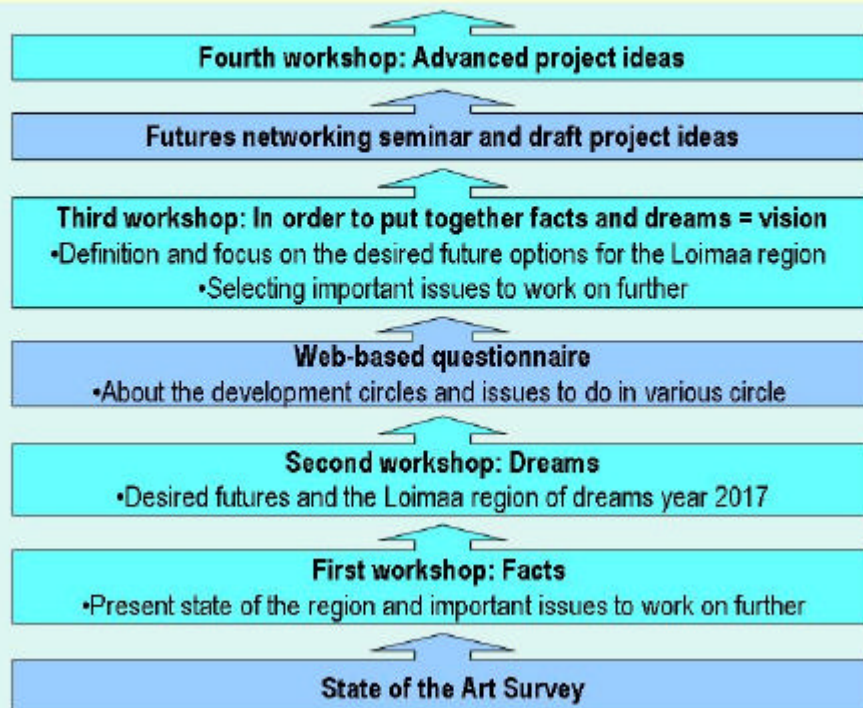 Fourth workshop: Advanced project ideas
Futures networking seminar and draft project ideas
Third workshop: In order to put together facts and dreams = vision
•Definition and focus on the desired future options for the Loimaa region
•Selecting important issues to work on further
Web-based questionnaire
•About the development circles and issues to do in various circle
Second workshop: Dreams
•Desired futures and the Loimaa region of dreams year 2017
First workshop: Facts
•Present state of the region and important issues to work on further
State of the Art Survey